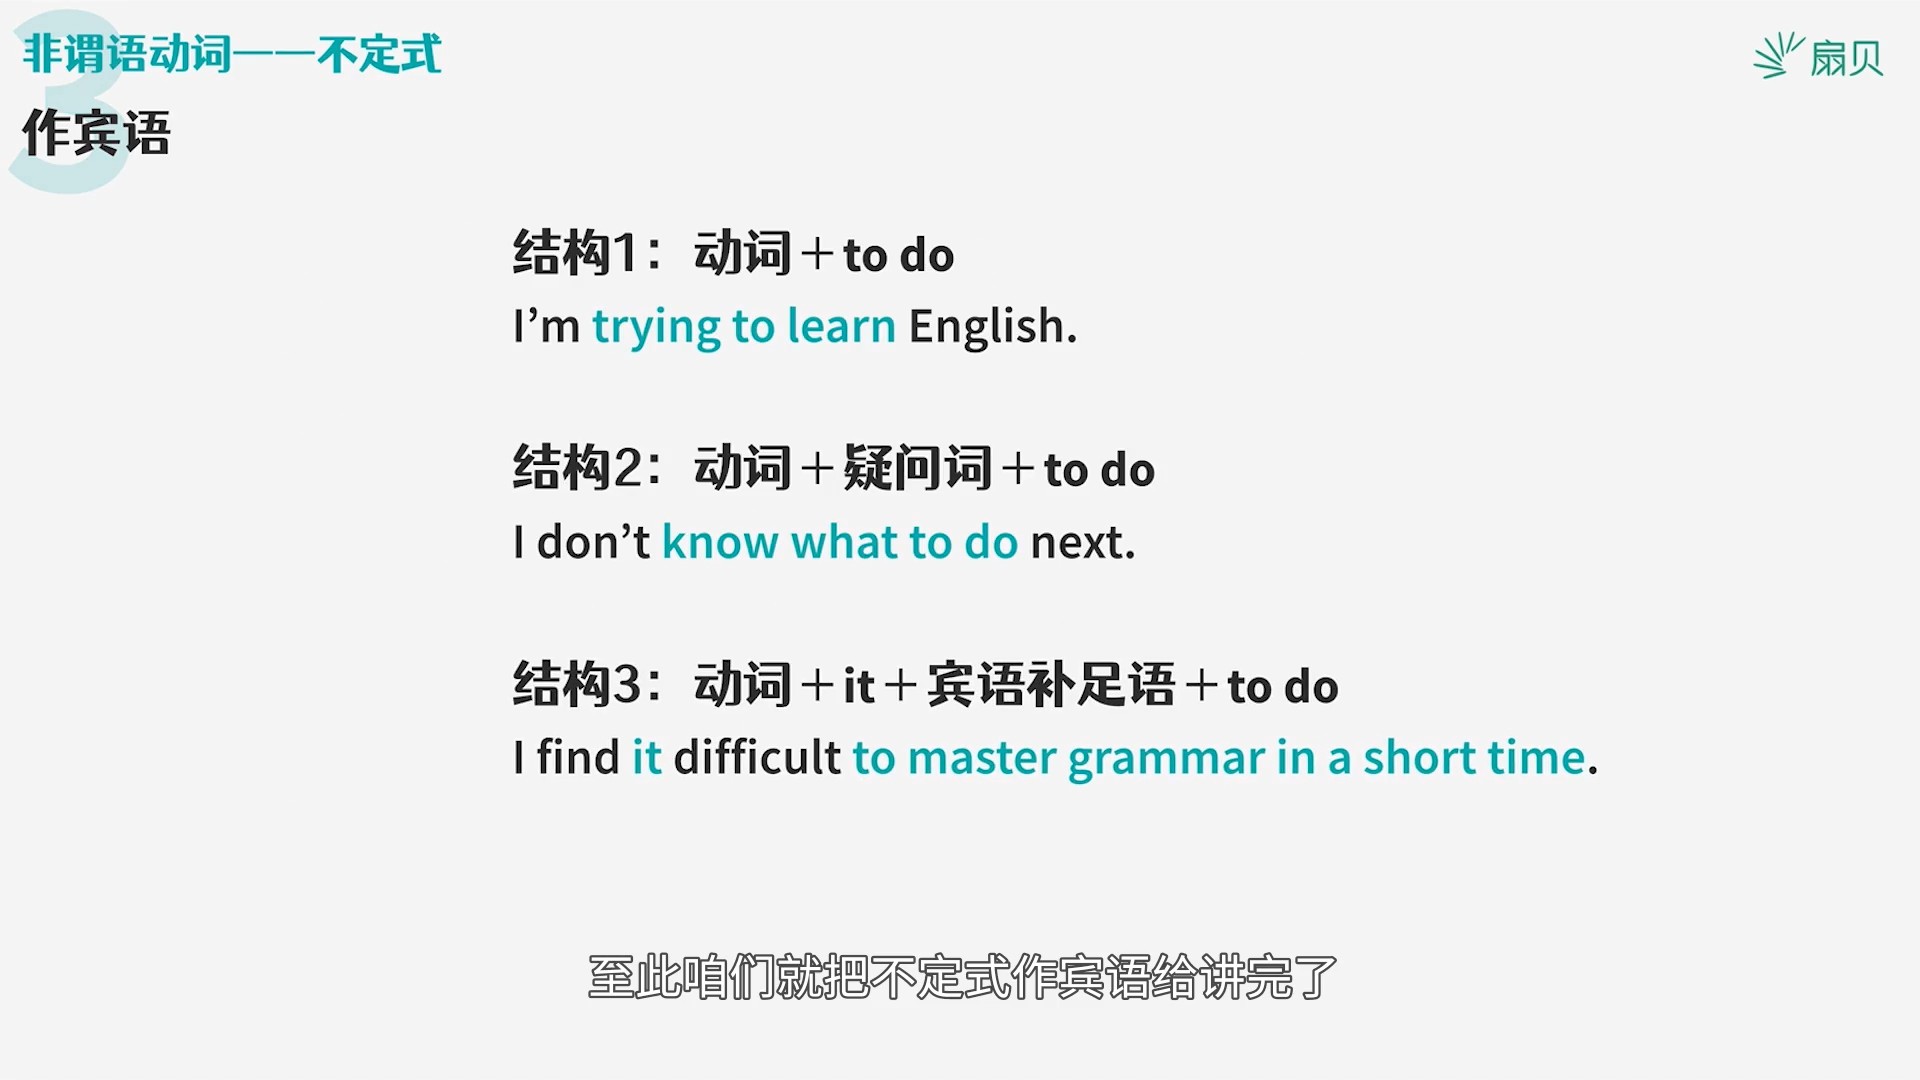 3
非谓语动词——不定式
扇贝
作宾语
结构1：动词＋to do
I’m trying to learn English.
结构2：动词＋疑问词＋to do
I don’t know what to do next.
结构3：动词＋it＋宾语补足语＋to do
I find it difficult to master grammar in a short time.
至此咱们就把不定式作宾语给讲完了